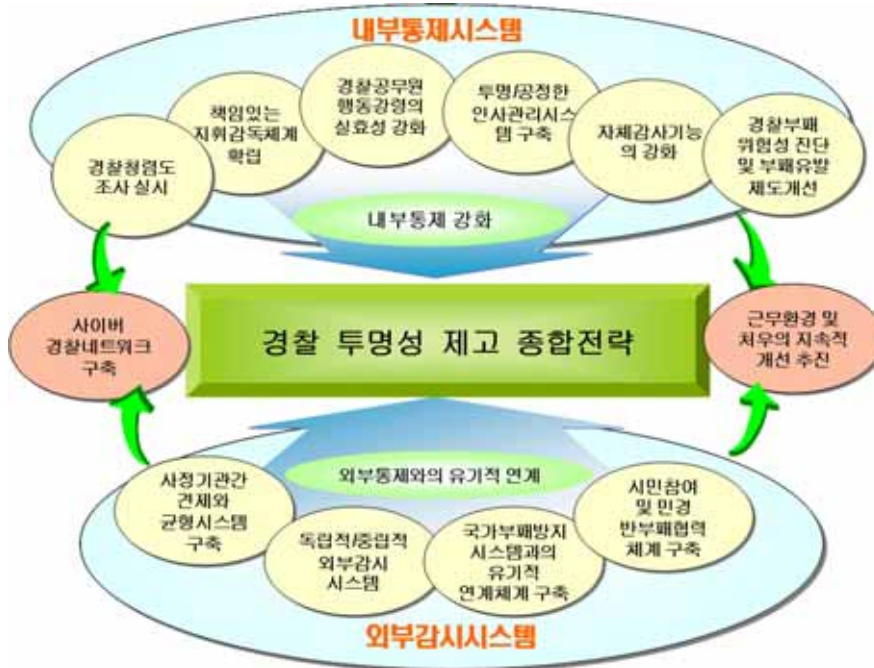 내부통제시스템
경찰청렴도
조사 실시
책임있는
지휘감독체계
확립
경찰공무원
행동강령의
실효성 강화
투명/공정한
인사관리시스
템 구축
자체감사기능
의 강화
경찰부패
위험성 진단
및 부패유발
제도개선
내부통제 강화
사이버
경찰네트워크
구축
경찰 투명성 제고 종합전략
근무환경 및
처우의 지속적
개선 추진
외부통제와의 유기적 연계
사정기관간
견제와
균형시스템
구축
독립적/중립적
외부감시
시스템
국가부패방지
시스템과의
유기적
연계체계 구축
시민참여
및 민경
반부패협력
체계 구축
외부감시시스템